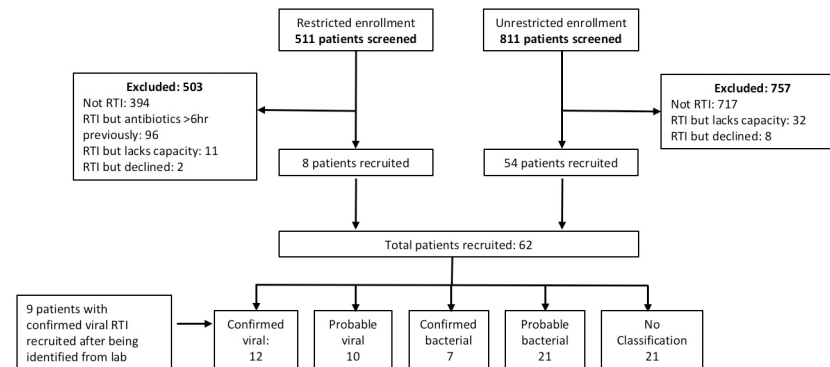 Restricted enrollment
511 patients screened
Unrestricted enrollment
811 patients screened
Excluded: 503
Not RTI: 394
RTI but antibiotics >6hr
previously: 96
RTI but lacks capacity: 11
RTI but declined: 2
Excluded: 757
Not RTI: 717
RTI but lacks capacity: 32
RTI but declined: 8
8 patients recruited
54 patients recruited
Total patients recruited: 62
9 patients with
confirmed viral RTI
recruited after being
identified from lab
Confirmed
viral:
12
Probable
viral
10
Confirmed
bacterial
7
Probable
bacterial
21
No
Classification
21